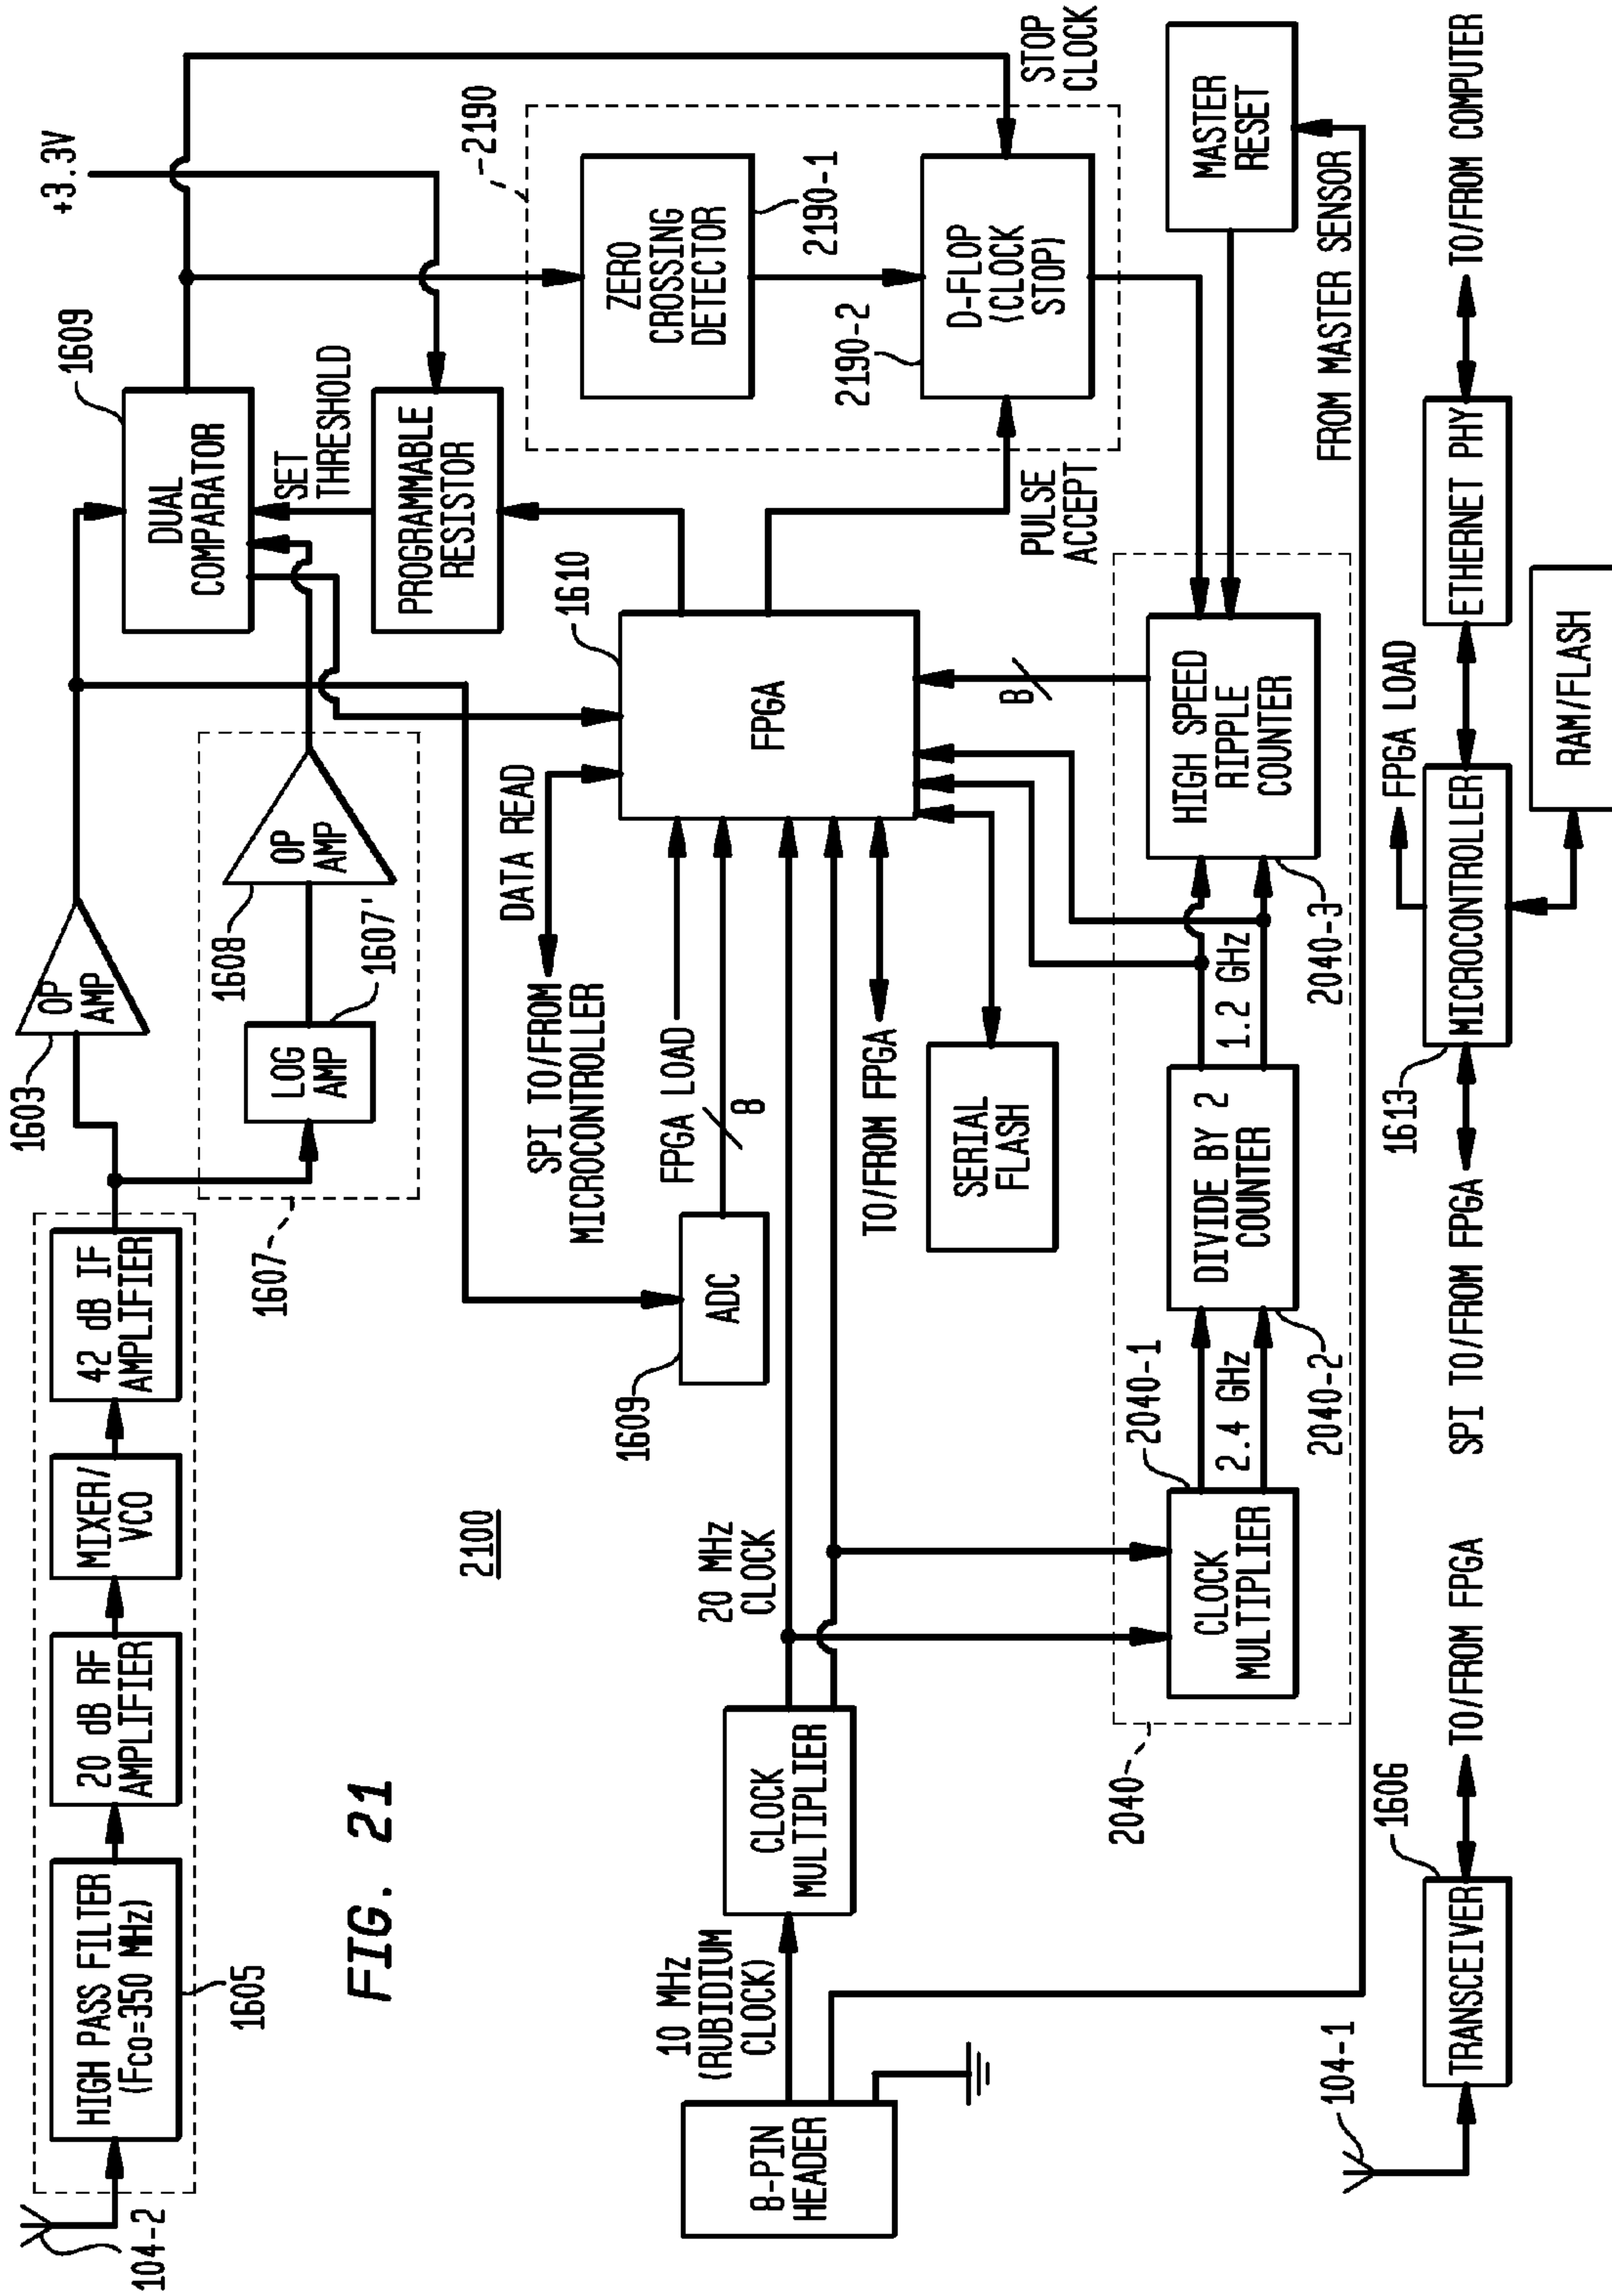 104-2
HIGH PASS FILTER
(FCO=350 MHz)
1605
20 dB RF
AMPLIFIER
MIXER/
VCO
42 dB IF
AMPLIFIER
1603
OP
AMP
1607
LOG
AMP
1607'
1608
OP
AMP
1609
DUAL
COMPARATOR
SET
THRESHOLD
+3.3V
PROGRAMMABLE
RESISTOR
FIG. 21
2100
2190
ZERO
CROSSING
DETECTOR
2190-1
2190-2
D-FLOP
(CLOCK
STOP)
STOP
CLOCK
PULSE
ACCEPT
1610
FPGA
DATA READ
SPI TO/FROM
MICROCONTROLLER
FPGA LOAD
8
1609
ADC
TO/FROM FPGA
SERIAL
FLASH
8-PIN
HEADER
10 MHz
(RUBIDIUM
CLOCK)
CLOCK
MULTIPLIER
20 MHz
CLOCK
2040
2040-1
CLOCK
MULTIPLIER
2.4 GHz
2040-2
DIVIDE BY 2
COUNTER
1.2 GHz
2040-3
HIGH SPEED
RIPPLE
COUNTER
8
MASTER
RESET
FROM MASTER SENSOR
104-1
1606
TRANSCEIVER
TO/FROM FPGA
SPI TO/FROM FPGA
1613
MICROCONTROLLER
FPGA LOAD
ETHERNET PHY
TO/FROM COMPUTER
RAM/FLASH